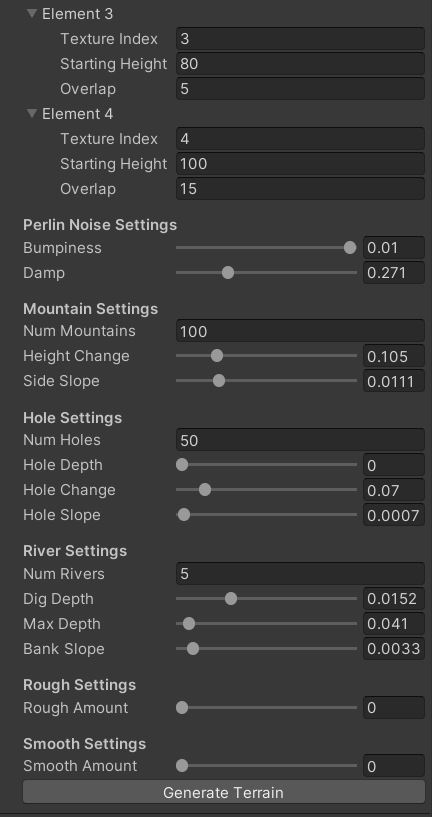 Element 3
Texture Index 3
Starting Height 80
Overlap 5
Element 4
Texture Index 4
Starting Height 100
Overlap 15
Perlin Noise Settings
Bumpiness 0.01
Damp 0.271
Mountain Settings
Num Mountains 100
Height Change 0.105
Side Slope 0.0111
Hole Settings
Num Holes 50
Hole Depth 0
Hole Change 0.07
Hole Slope 0.0007
River Settings
Num Rivers 5
Dig Depth 0.0152
Max Depth 0.041
Bank Slope 0.0033
Rough Settings
Rough Amount 0
Smooth Settings
Smooth Amount 0
Generate Terrain